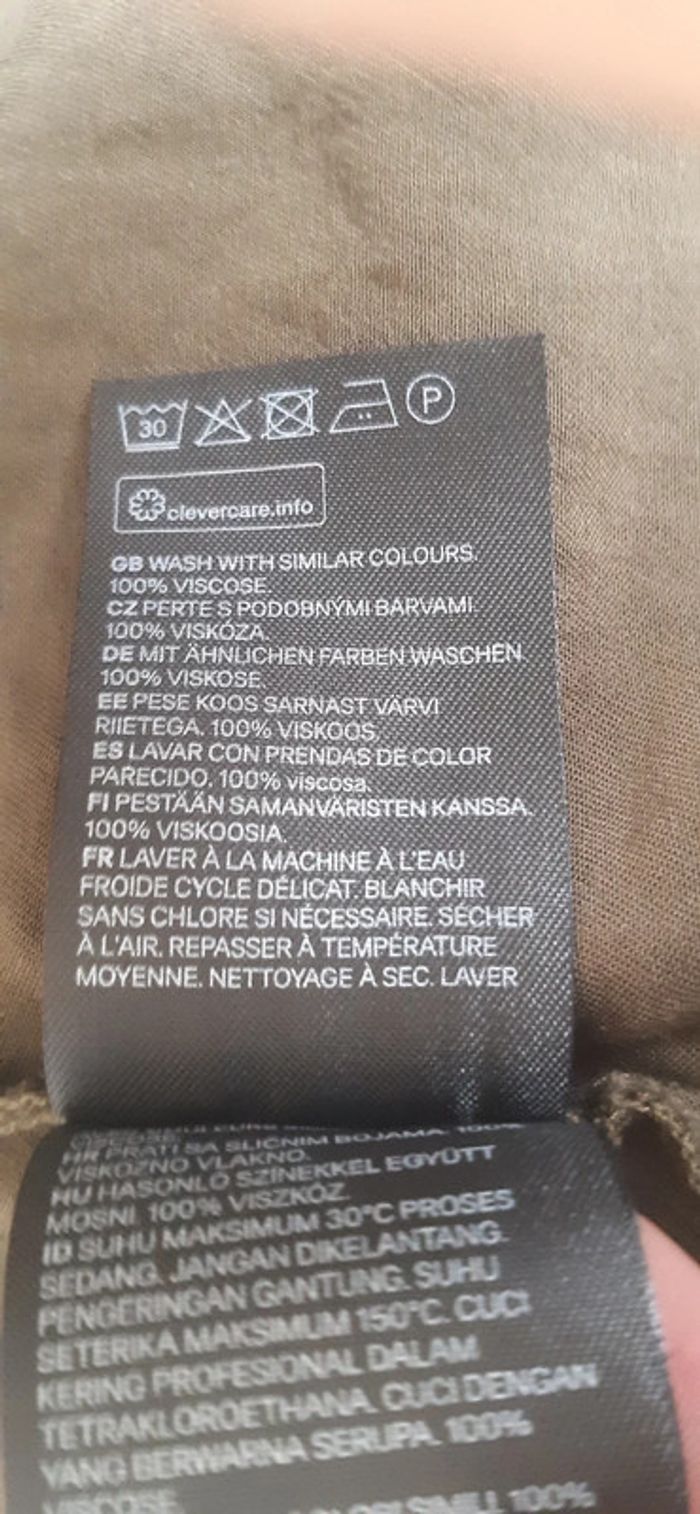 30 P
clevercare.info
GB WASH WITH SIMILAR COLOURS.
100% VISCOSE.
CZ PERTE S PODOBNÝMI BARVAMI.
100% VISKÓZA.
DE MIT ÄHNLICHEN FARBEN WASCHEN.
100% VISKOSE.
EE PESE KOOS SARNAST VÄRVI
RIIETEGA. 100% VISKOOS.
ES LAVAR CON PRENDAS DE COLOR
PARECIDO. 100% viscosa.
FI PESTÄÄN SAMANVÄRISTEN KANSSA.
100% VISKOOSIA.
FR LAVER À LA MACHINE À L'EAU
FROIDE CYCLE DÉLICAT. BLANCHIR
SANS CHLORE SI NÉCESSAIRE. SÉCHER
À L'AIR. REPASSER À TEMPÉRATURE
MOYENNE. NETTOYAGE À SEC. LAVER
HR PRATI SA SLIČNIM BOJAMA. 100%
VISKOZNO VLAKNO.
HU HASONLÓ SZÍNEKKEL EGYÜTT
MOSNI. 100% VISZKÓZ.
ID SUHU MAKSIMUM 30°C PROSES
SEDANG. JANGAN DIKELANTANG.
PENGERINGAN GANTUNG. SUHU
SETERIKA MAKSIMUM 150°C. CUCI
KERING PROFESIONAL DALAM
TETRAKLOROETHANA. CUCI DENGAN
YANG BERWARNA SERUPA. 100%
VISCOSE.
100%